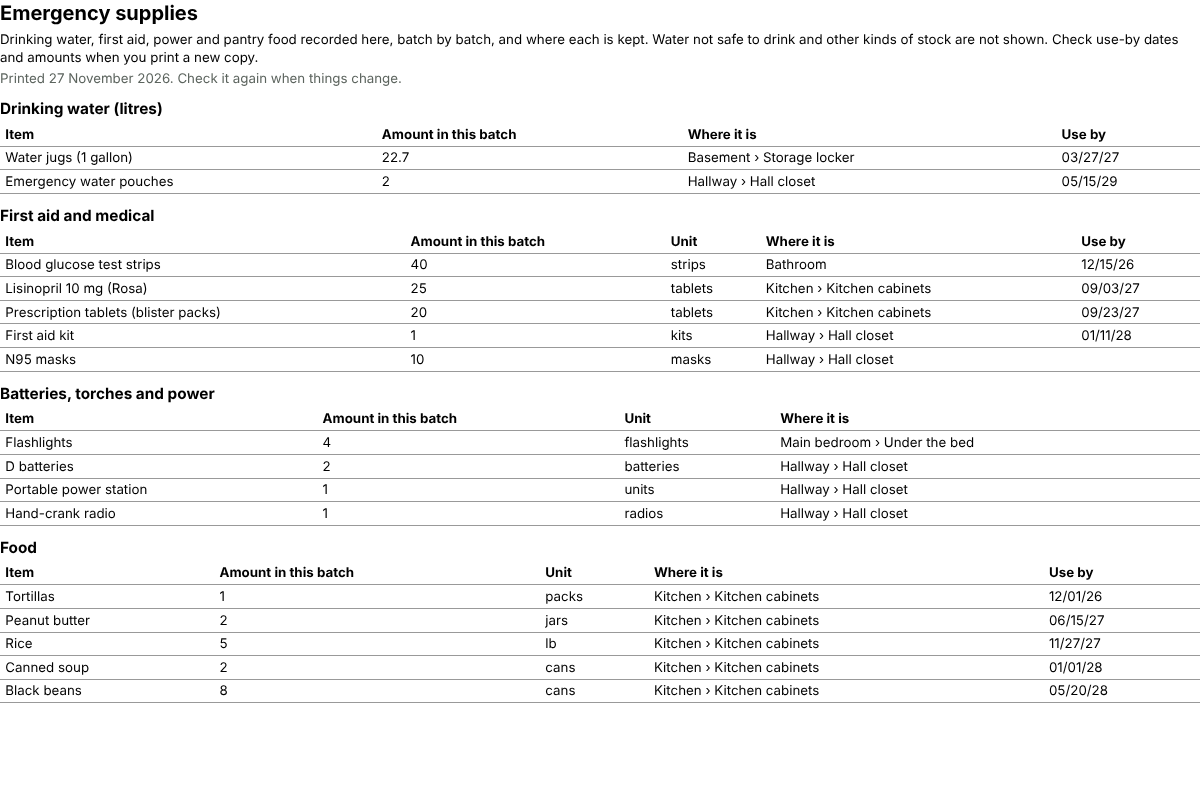 Emergency supplies
Drinking water, first aid, power and pantry food recorded here, batch by batch, and where each is kept. Water not safe to drink and other kinds of stock are not shown. Check use-by dates
and amounts when you print a new copy.
Printed 27 November 2026. Check it again when things change.
Drinking water (litres)
Item Amount in this batch Where it is Use by
Water jugs (1 gallon) 22.7 Basement › Storage locker 03/27/27
Emergency water pouches 2 Hallway › Hall closet 05/15/29
First aid and medical
Item Amount in this batch Unit Where it is Use by
Blood glucose test strips 40 strips Bathroom 12/15/26
Lisinopril 10 mg (Rosa) 25 tablets Kitchen › Kitchen cabinets 09/03/27
Prescription tablets (blister packs) 20 tablets Kitchen › Kitchen cabinets 09/23/27
First aid kit 1 kits Hallway › Hall closet 01/11/28
N95 masks 10 masks Hallway › Hall closet
Batteries, torches and power
Item Amount in this batch Unit Where it is
Flashlights 4 flashlights Main bedroom › Under the bed
D batteries 2 batteries Hallway › Hall closet
Portable power station 1 units Hallway › Hall closet
Hand-crank radio 1 radios Hallway › Hall closet
Food
Item Amount in this batch Unit Where it is Use by
Tortillas 1 packs Kitchen › Kitchen cabinets 12/01/26
Peanut butter 2 jars Kitchen › Kitchen cabinets 06/15/27
Rice 5 lb Kitchen › Kitchen cabinets 11/27/27
Canned soup 2 cans Kitchen › Kitchen cabinets 01/01/28
Black beans 8 cans Kitchen › Kitchen cabinets 05/20/28